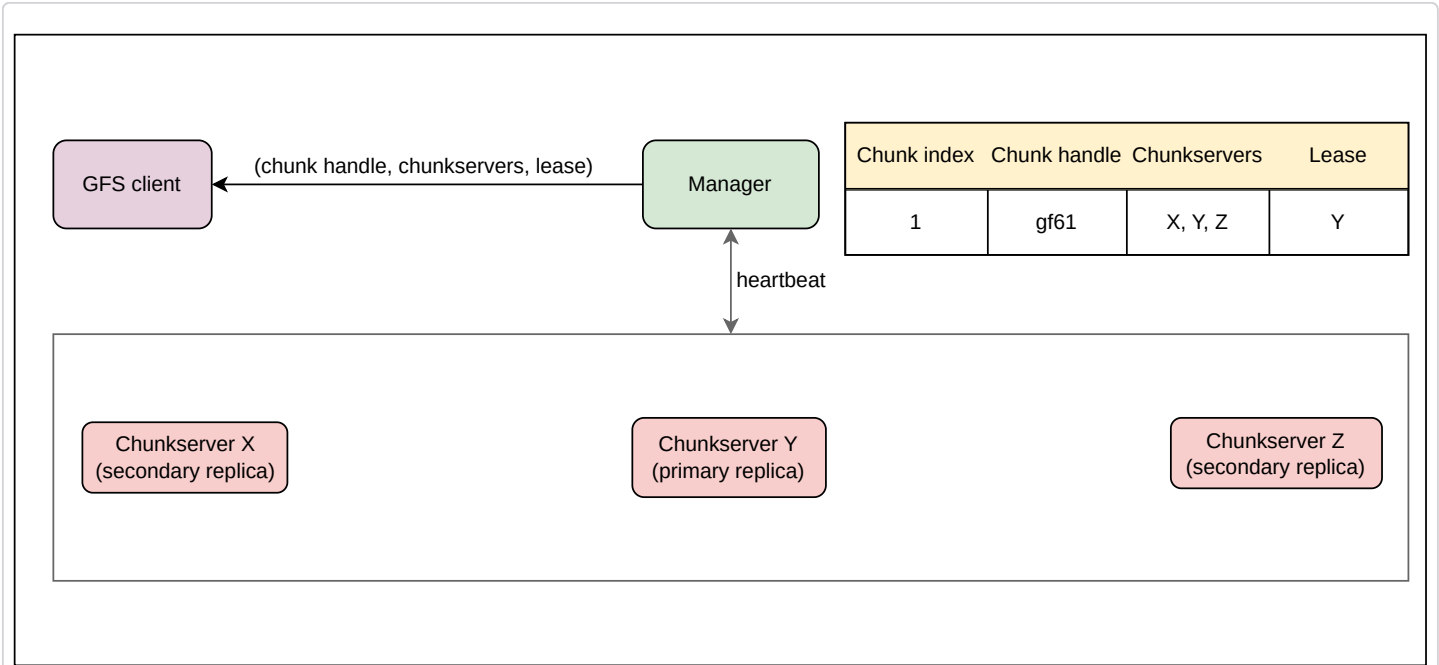 GFS client
(chunk handle, chunkservers, lease)
Manager
Chunk index Chunk handle Chunkservers Lease
1 gf61 X, Y, Z Y
heartbeat
Chunkserver X
(secondary replica)
Chunkserver Y
(primary replica)
Chunkserver Z
(secondary replica)